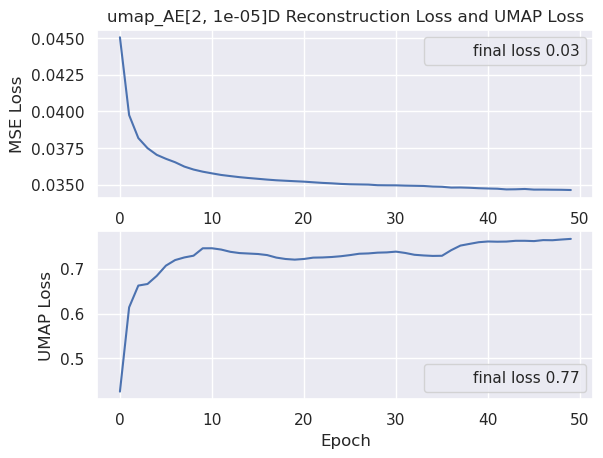 umap_AE[2, 1e-05]D Reconstruction Loss and UMAP Loss
0.0450
0.0425
0.0400
0.0375
0.0350
MSE Loss
final loss 0.03
0 10 20 30 40 50
0.7
0.6
0.5
UMAP Loss
final loss 0.77
0 10 20 30 40 50
Epoch